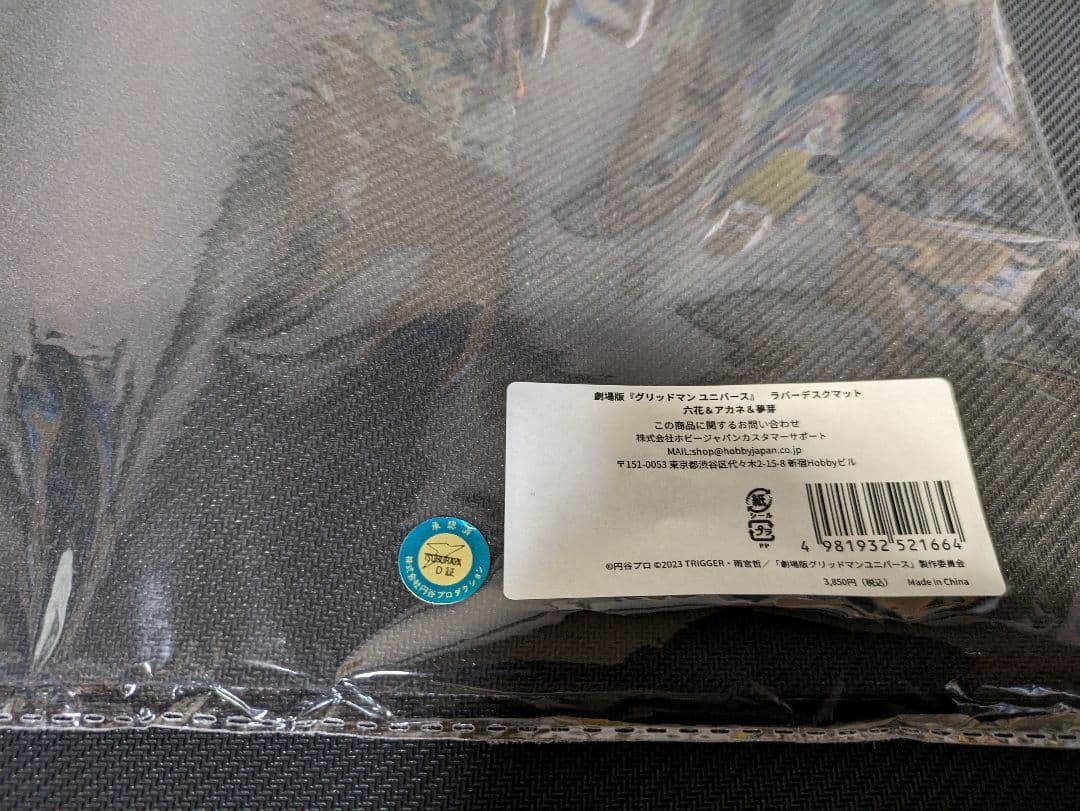 劇場版『グリッドマン ユニバース』 ラバーデスクマット
六花＆アカネ＆夢芽
この商品に関するお問い合わせ
株式会社ホビージャパンカスタマーサポート
MAIL:shop@hobbyjapan.co.jp
〒151-0053 東京都渋谷区代々木2-15-8 新宿Hobbyビル
紙
シール
プラ
PP
4 981932 521664
©円谷プロ ©2023 TRIGGER・雨宮哲／「劇場版グリッドマンユニバース」製作委員会
3,850円（税込） Made in China
承認済
TSUBURAYA
D 証
株式会社円谷プロダクション